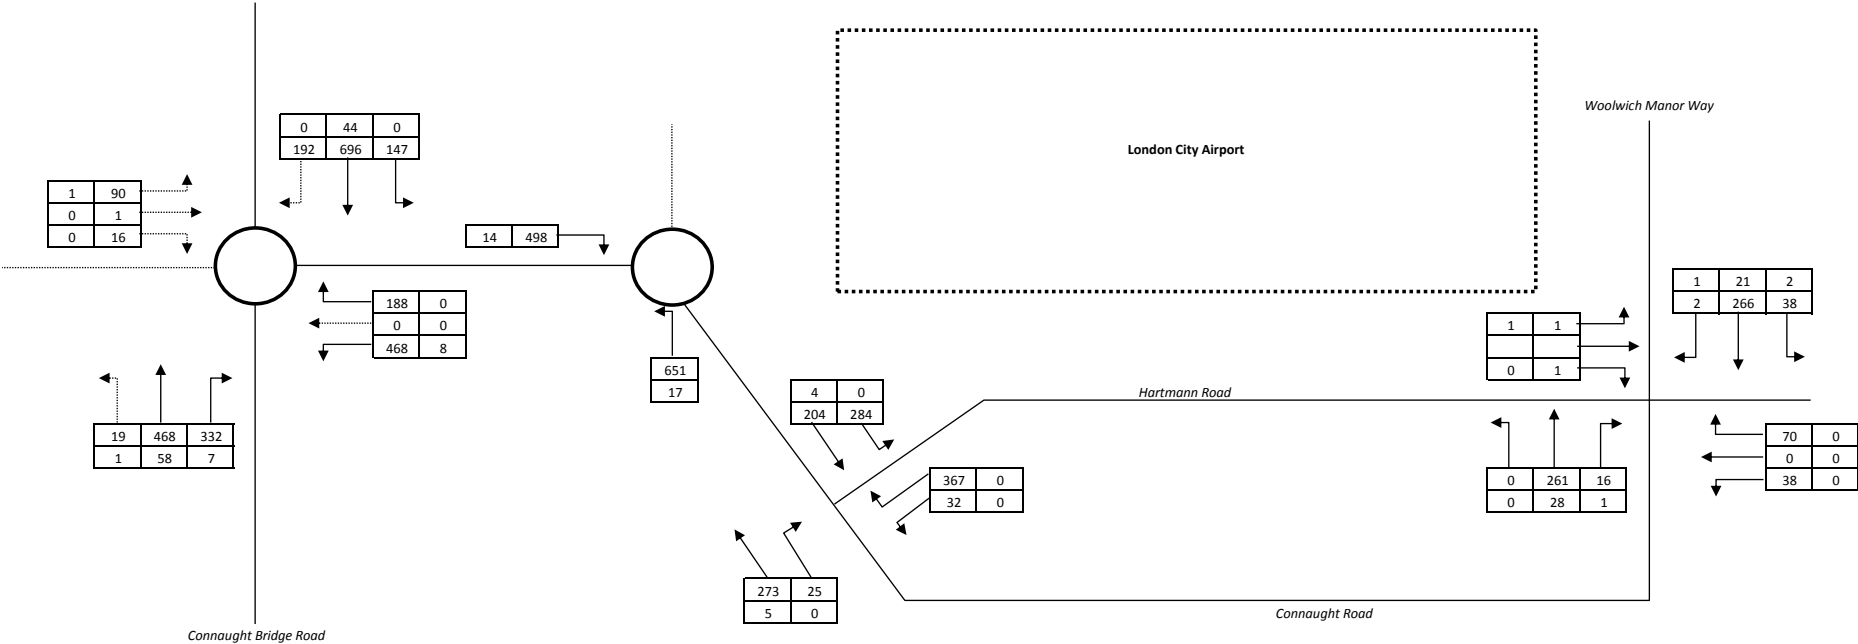 Woolwich Manor Way
0 44 0
192 696 147
London City Airport
1 90
0 1
0 16
14 498
1 21 2
2 266 38
188 0
0 0
468 8
1 1
0 1
651
17
4 0
204 284
Hartmann Road
19 468 332
1 58 7
70 0
0 0
38 0
367 0
32 0
0 261 16
0 28 1
273 25
5 0
Connaught Road
Connaught Bridge Road